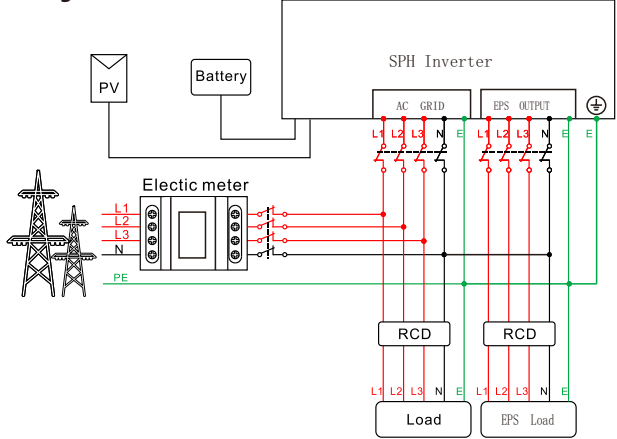 SPH Inverter
PV
Battery
AC GRID
EPS OUTPUT
L1 L2 L3 N E L1 L2 L3 N E E
Electic meter
L1
L2
L3
N
PE
RCD RCD
L1 L2 L3 N E L1 L2 L3 N E
Load
EPS Load